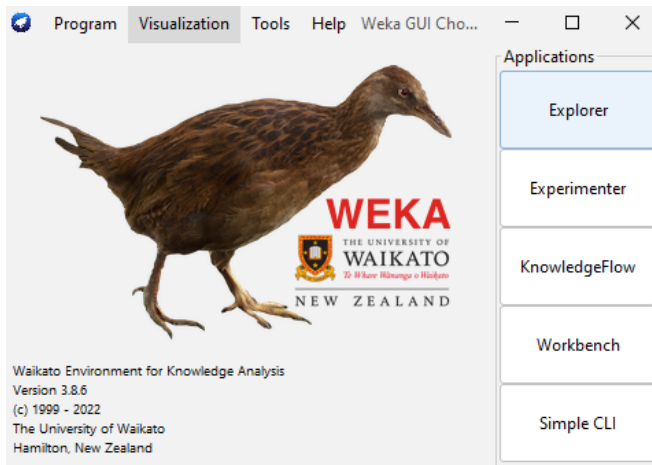 Program Visualization Tools Help Weka GUI Cho...
Applications
Explorer
Experimenter
KnowledgeFlow
Workbench
Simple CLI
WEKA
THE UNIVERSITY OF
WAIKATO
Te Whare Wānanga o Waikato
NEW ZEALAND
Waikato Environment for Knowledge Analysis
Version 3.8.6
(c) 1999 - 2022
The University of Waikato
Hamilton, New Zealand